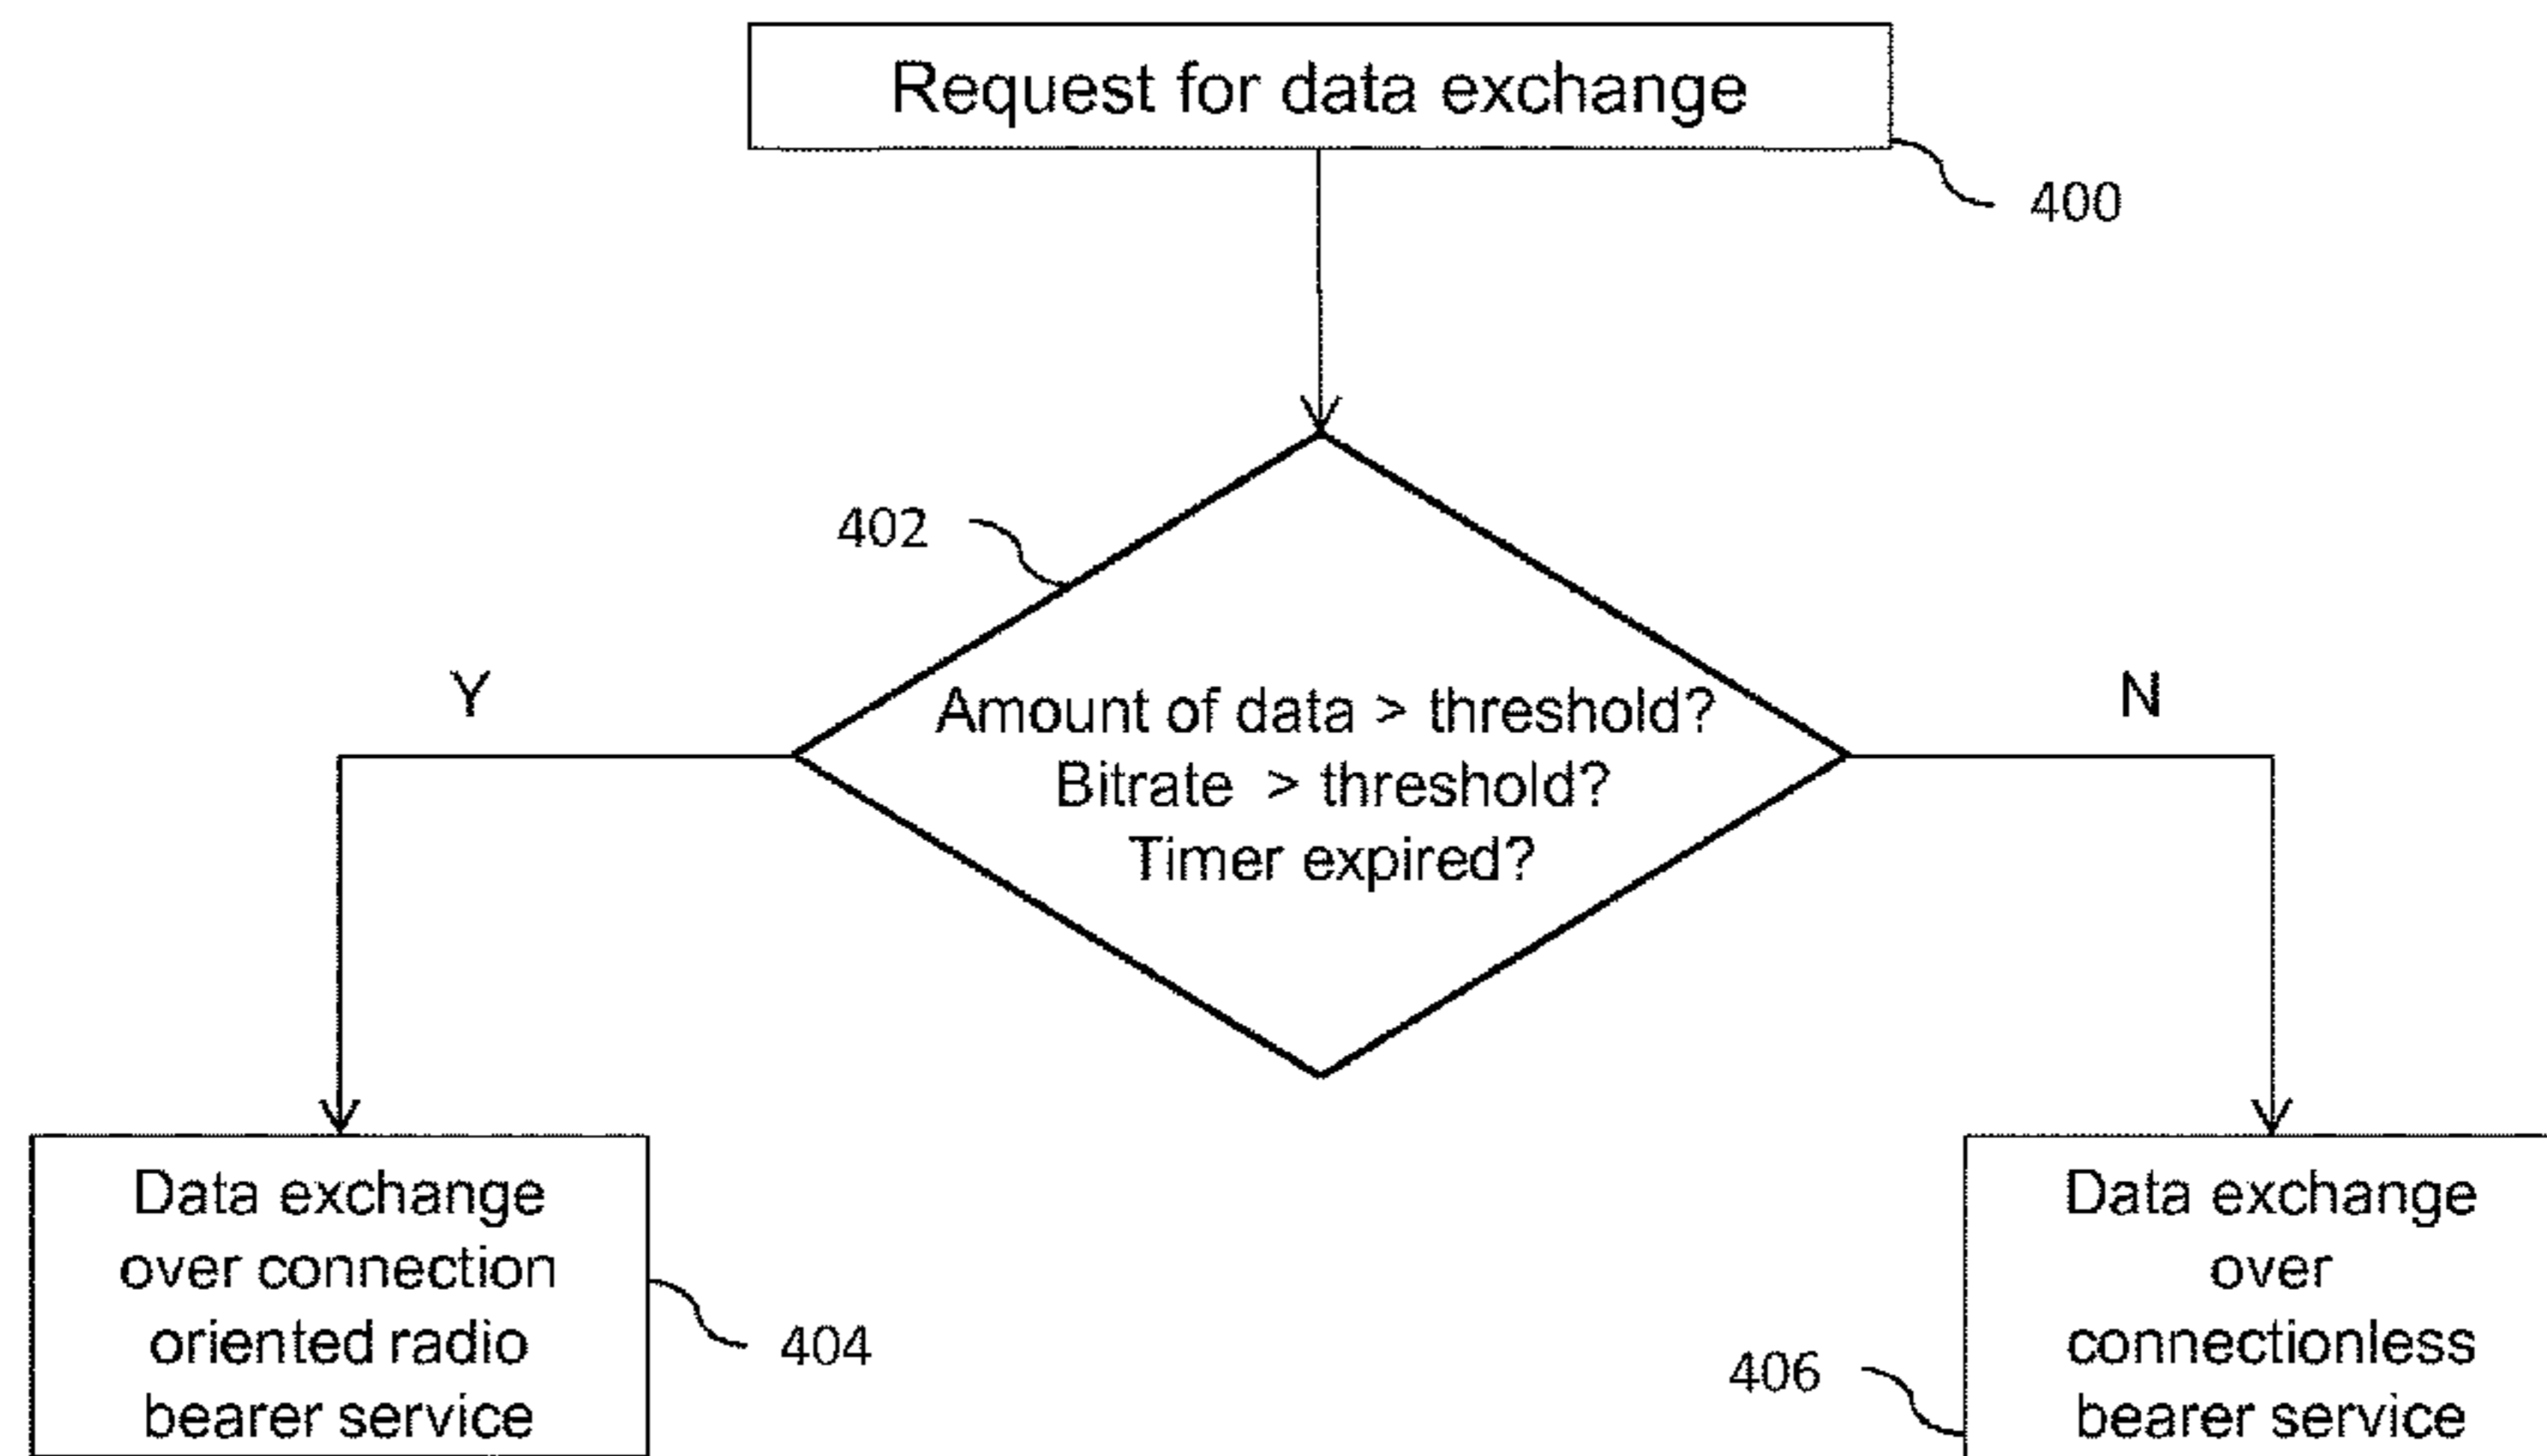 Request for data exchange
400
402
Y
N
Amount of data > threshold?
Bitrate > threshold?
Timer expired?
Data exchange
over connection
oriented radio
bearer service
404
Data exchange
over
connectionless
bearer service
406